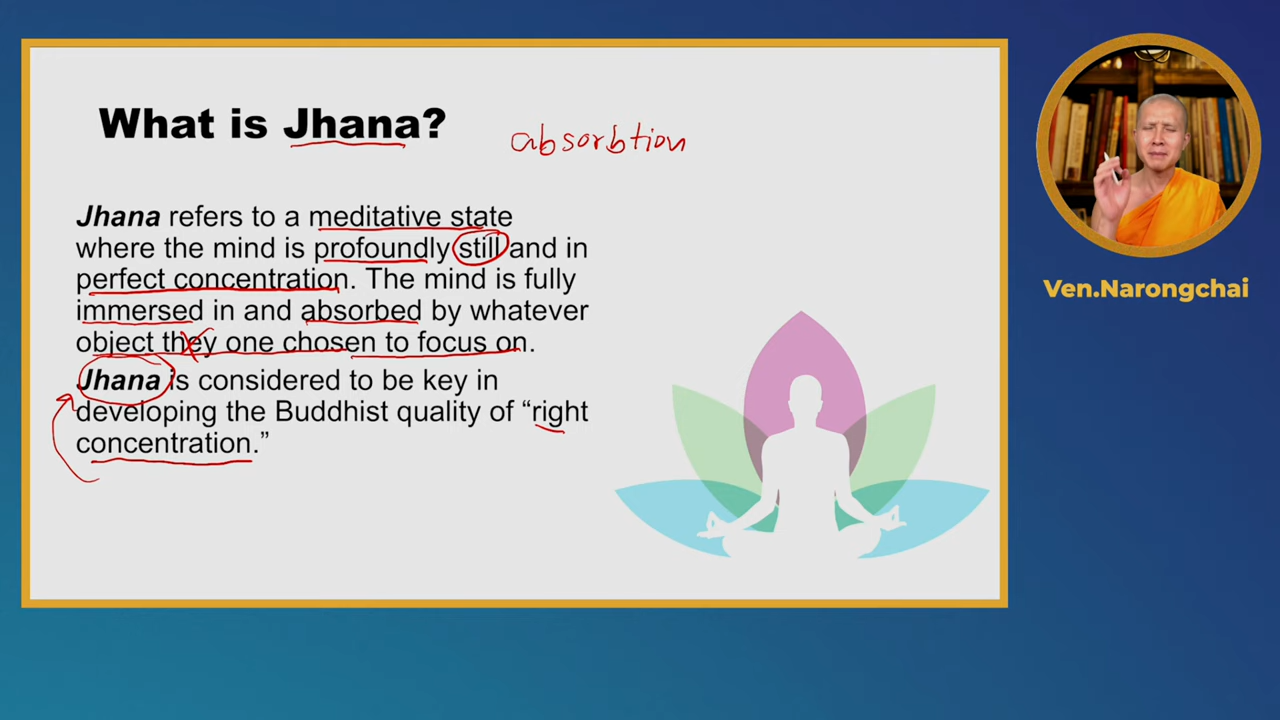 What is Jhana?
absorbtion
Jhana refers to a meditative state
where the mind is profoundly still and in
perfect concentration. The mind is fully
immersed in and absorbed by whatever
object they one chosen to focus on.
Jhana is considered to be key in
developing the Buddhist quality of “right
concentration.”
Ven.Narongchai